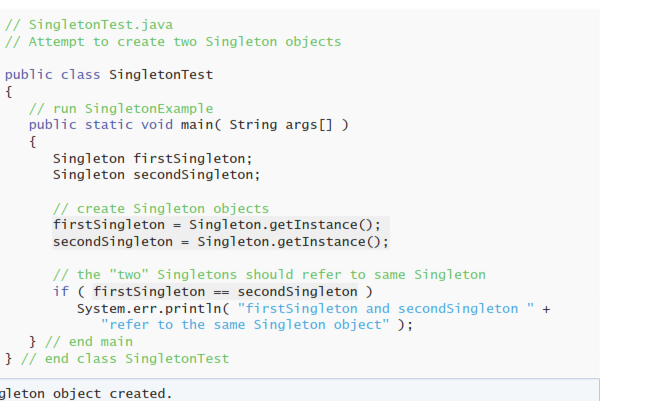 // SingletonTest.java
// Attempt to create two Singleton objects
public class SingletonTest
{
// run SingletonExample
public static void main( String args[] )
{
Singleton firstSingleton;
Singleton secondSingleton;
// create Singleton objects
firstSingleton = Singleton.getInstance();
secondSingleton = Singleton.getInstance();
// the "two" Singletons should refer to same Singleton
if ( firstSingleton == secondSingleton )
System.err.println( "firstSingleton and secondSingleton " +
"refer to the same Singleton object" );
} // end main
} // end class SingletonTest
gleton object created.